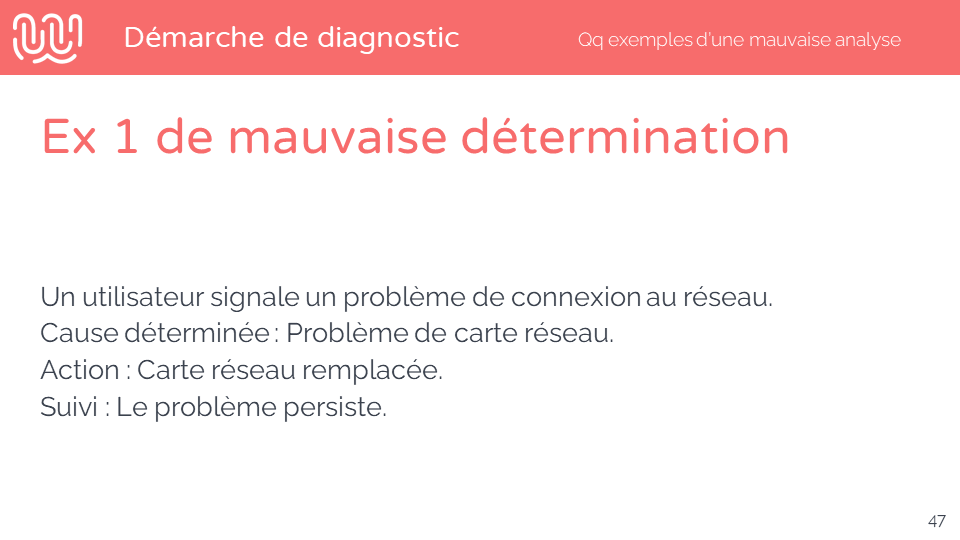 Démarche de diagnostic
Qq exemples d'une mauvaise analyse
Ex 1 de mauvaise détermination
Un utilisateur signale un problème de connexion au réseau.
Cause déterminée : Problème de carte réseau.
Action : Carte réseau remplacée.
Suivi : Le problème persiste.
47